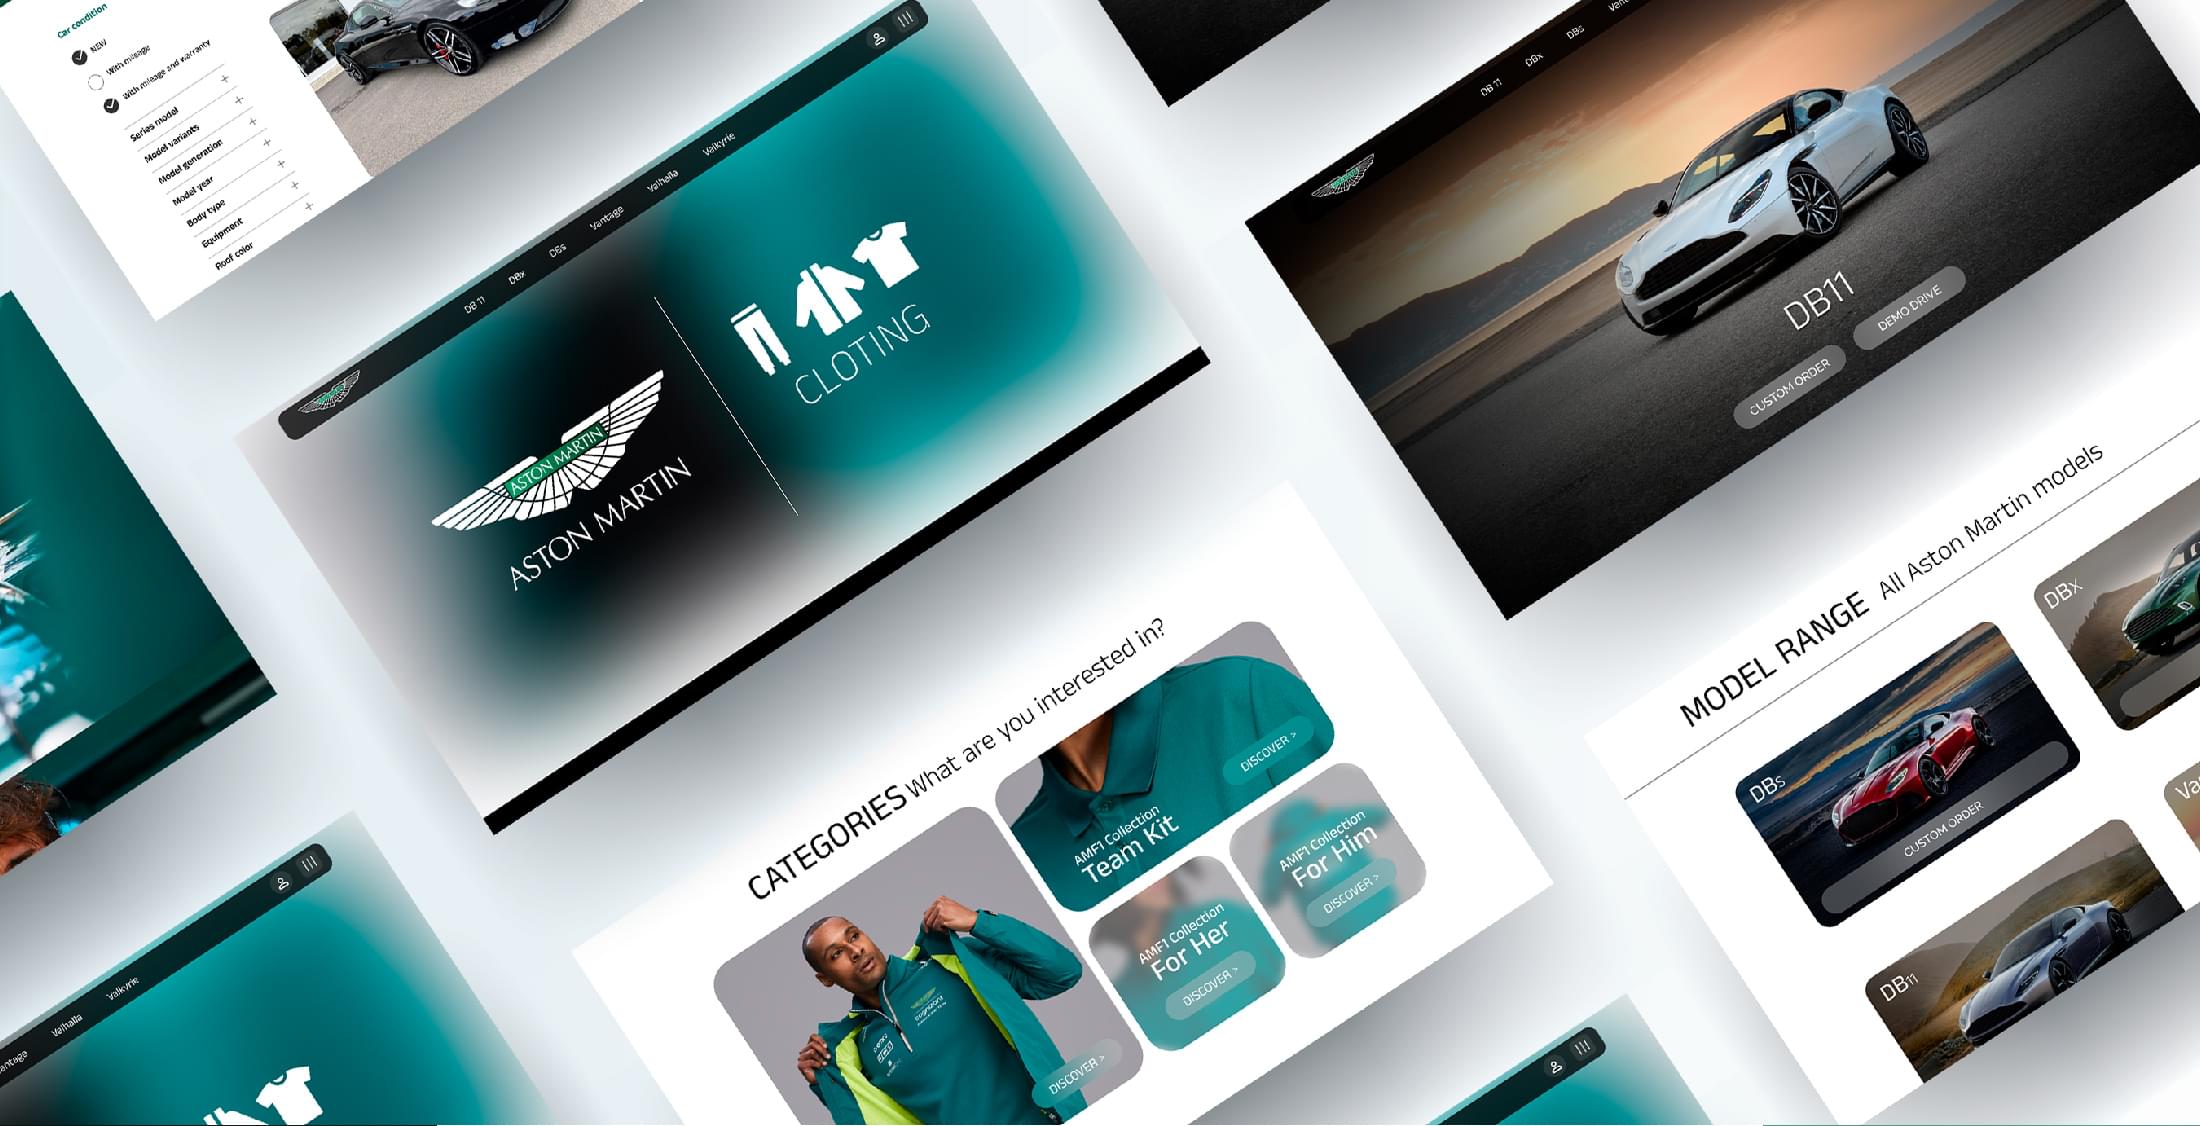 Car condition
NEW
With mileage
With mileage and warranty
Series model
Model variants
Model generation
Model year
Body type
Equipment
Roof color
DB 11
DBx
DBs
Vantage
Valhalla
Valkyrie
ASTON MARTIN
ASTON MARTIN
CLOTING
CATEGORIES What are you interested in?
DISCOVER >
AMF1 Collection
Team Kit
DISCOVER >
AMF1 Collection
For Her
DISCOVER >
AMF1 Collection
For Him
DISCOVER >
DB 11
DBx
DBs
DB11
CUSTOM ORDER
DEMO DRIVE
MODEL RANGE All Aston Martin models
DBs
CUSTOM ORDER
DBx
DB11
Va
antage
Valhalla
Valkyrie